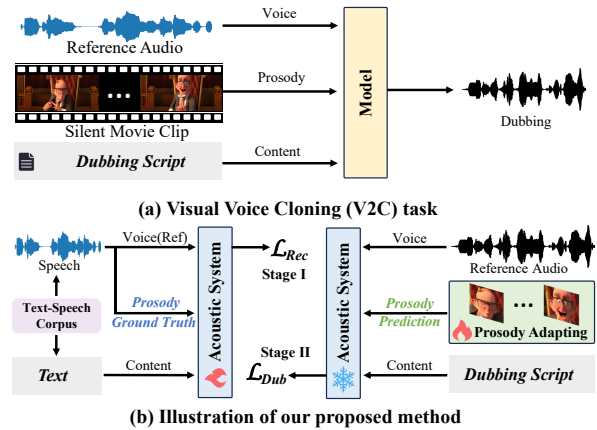 Reference Audio
Voice
Silent Movie Clip
Prosody
Dubbing Script
Content
Model
Dubbing
(a) Visual Voice Cloning (V2C) task
Speech
Voice(Ref)
Text-Speech
Corpus
Prosody
Ground Truth
Text
Content
Acoustic System
ℒRec
Stage I
Stage II
ℒDub
Acoustic System
Voice
Reference Audio
Prosody
Prediction
Prosody Adapting
Content
Dubbing Script
(b) Illustration of our proposed method